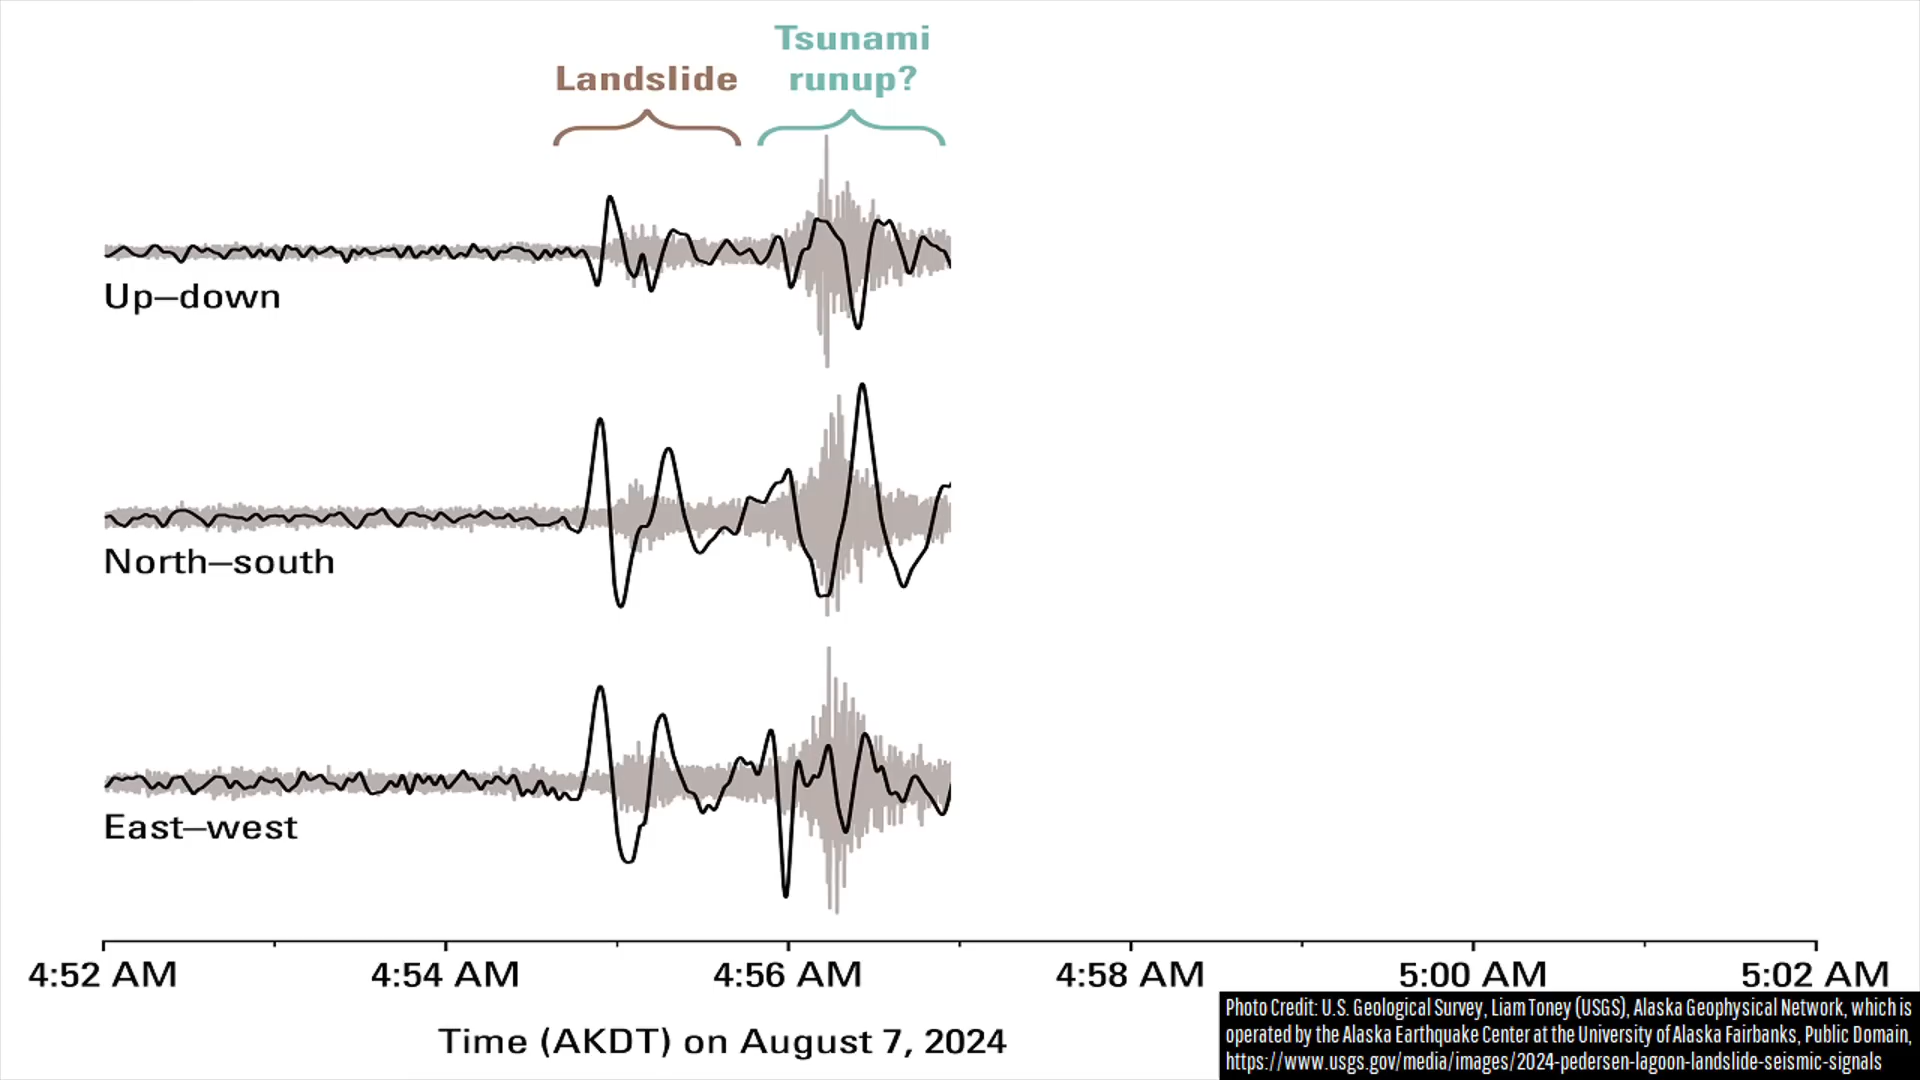 Tsunami
runup?
Landslide
Up–down
North–south
East–west
4:52 AM 4:54 AM 4:56 AM 4:58 AM 5:00 AM 5:02 AM
Time (AKDT) on August 7, 2024
Photo Credit: U.S. Geological Survey, Liam Toney (USGS), Alaska Geophysical Network, which is
operated by the Alaska Earthquake Center at the University of Alaska Fairbanks, Public Domain,
https://www.usgs.gov/media/images/2024-pedersen-lagoon-landslide-seismic-signals